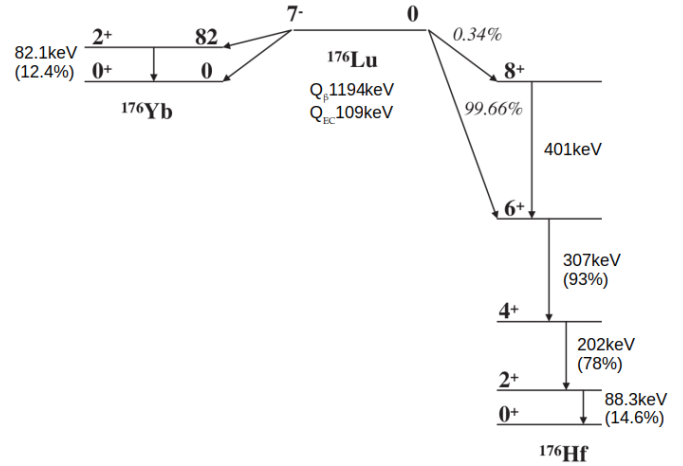 7- 0
0.34%
2+ 82
82.1keV
(12.4%)
0+ 0
176Yb
176Lu
Qβ1194keV
QEC109keV
8+
99.66%
401keV
6+
307keV
(93%)
4+
202keV
(78%)
2+
88.3keV
(14.6%)
0+
176Hf